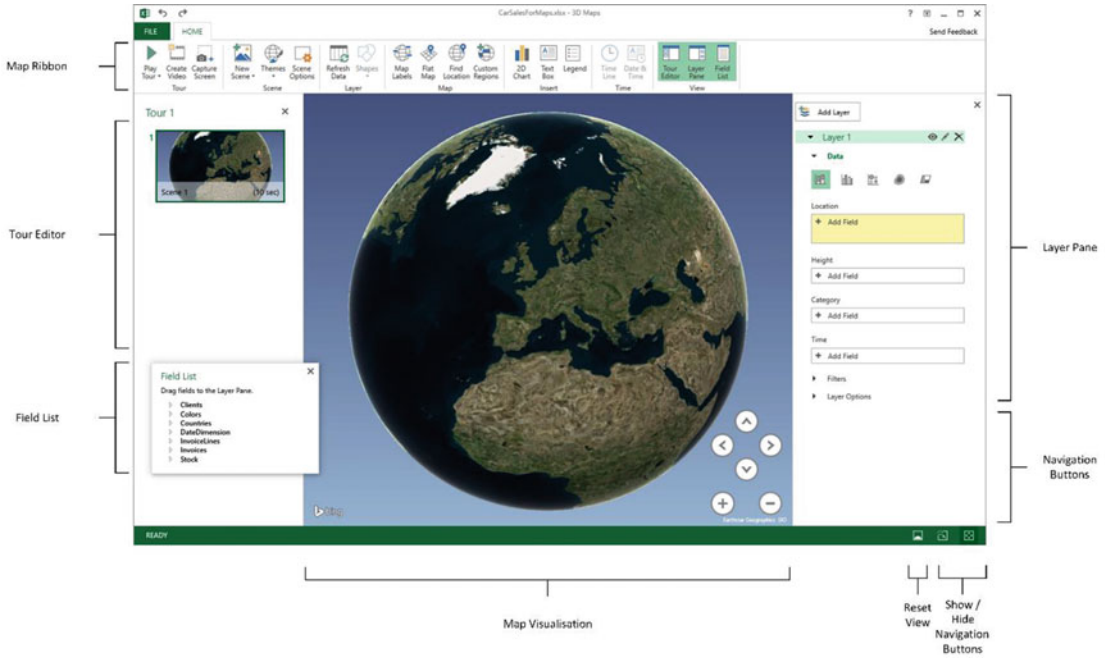 CarSalesForMaps.xlsx - 3D Maps
?
FILE HOME
Send Feedback
Map Ribbon
Play Tour
Create Video
Capture Screen
New Scene
Themes
Scene Options
Refresh Data
Shapes
Map Labels
Flat Map
Find Location
Custom Regions
2D Chart
Text Box
Legend
Time Line
Date & Time
Tour Editor
Layer Pane
Field List
Tour Scene Layer Map Insert Time View
Tour 1
1
Scene 1 (10 sec)
Tour Editor
Field List
Drag fields to the Layer Pane.
Clients
Colors
Countries
DateDimension
InvoiceLines
Invoices
Stock
Field List
bing
Add Layer
Layer 1
Data
Location
Add Field
Height
Add Field
Category
Add Field
Time
Add Field
Filters
Layer Options
Layer Pane
Navigation
Buttons
READY
Map Visualisation
Reset
View
Show /
Hide
Navigation
Buttons